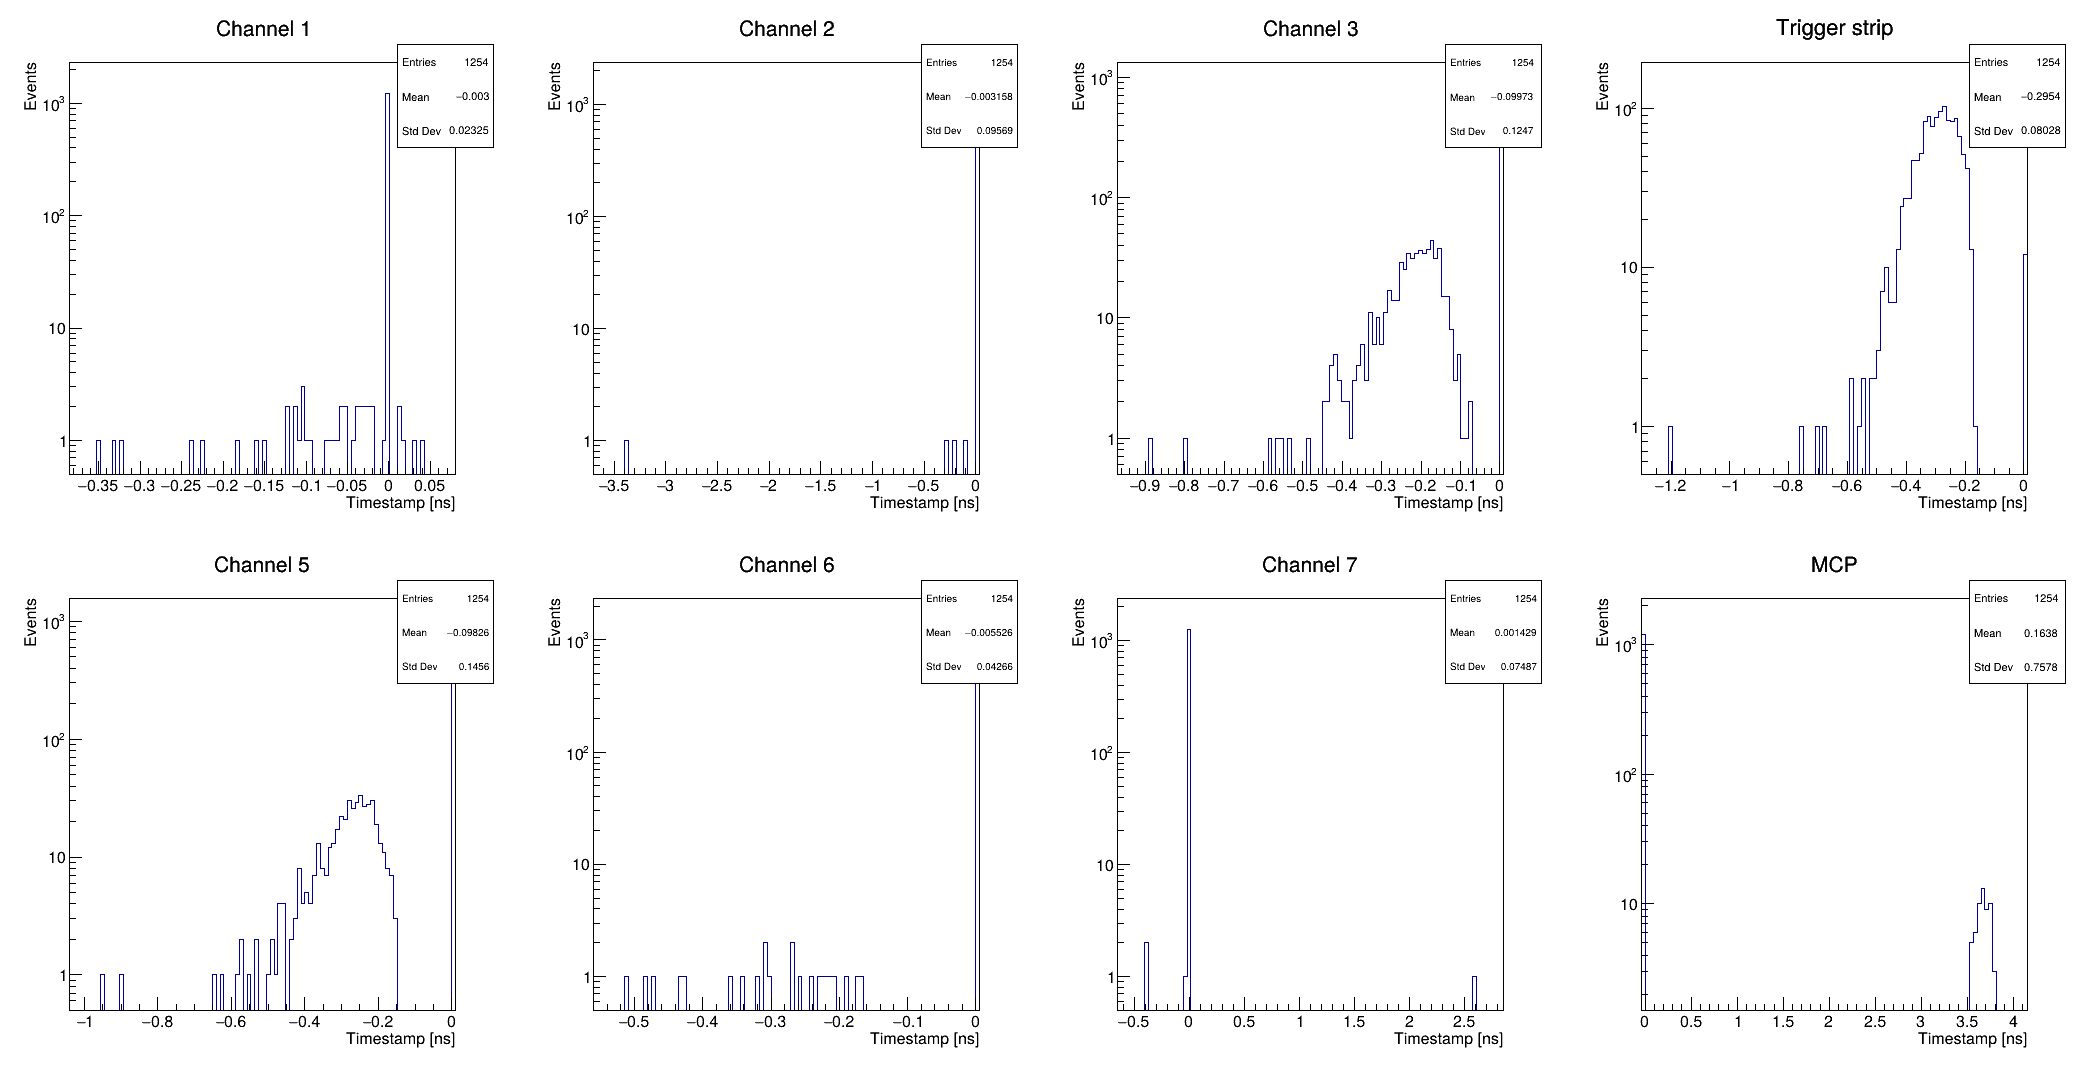 Channel 1
Events
Entries 1254
Mean −0.003
Std Dev 0.02325
10³
10²
10
1
−0.35 −0.3 −0.25 −0.2 −0.15 −0.1 −0.05 0 0.05
Timestamp [ns]
Channel 2
Events
Entries 1254
Mean −0.003158
Std Dev 0.09569
10³
10²
10
1
−3.5 −3 −2.5 −2 −1.5 −1 −0.5 0
Timestamp [ns]
Channel 3
Events
Entries 1254
Mean −0.09973
Std Dev 0.1247
10³
10²
10
1
−0.9 −0.8 −0.7 −0.6 −0.5 −0.4 −0.3 −0.2 −0.1 0
Timestamp [ns]
Trigger strip
Events
Entries 1254
Mean −0.2954
Std Dev 0.08028
10²
10
1
−1.2 −1 −0.8 −0.6 −0.4 −0.2 0
Timestamp [ns]
Channel 5
Events
Entries 1254
Mean −0.09826
Std Dev 0.1456
10³
10²
10
1
−1 −0.8 −0.6 −0.4 −0.2 0
Timestamp [ns]
Channel 6
Events
Entries 1254
Mean −0.005526
Std Dev 0.04266
10³
10²
10
1
−0.5 −0.4 −0.3 −0.2 −0.1 0
Timestamp [ns]
Channel 7
Events
Entries 1254
Mean 0.001429
Std Dev 0.07487
10³
10²
10
1
−0.5 0 0.5 1 1.5 2 2.5
Timestamp [ns]
MCP
Events
Entries 1254
Mean 0.1638
Std Dev 0.7578
10³
10²
10
0 0.5 1 1.5 2 2.5 3 3.5 4
Timestamp [ns]